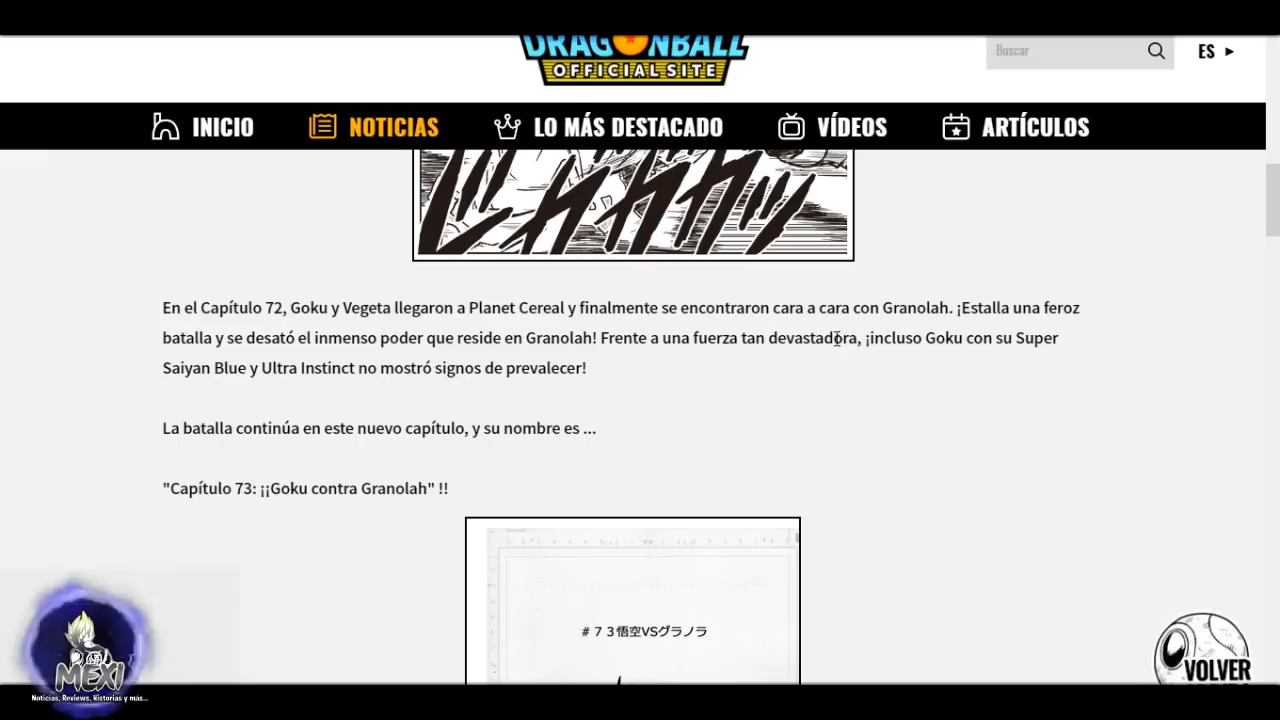 DRAGONBALL
OFFICIAL SITE
Buscar
ES
INICIO
NOTICIAS
LO MÁS DESTACADO
VÍDEOS
ARTÍCULOS
En el Capítulo 72, Goku y Vegeta llegaron a Planet Cereal y finalmente se encontraron cara a cara con Granolah. ¡Estalla una feroz
batalla y se desató el inmenso poder que reside en Granolah! Frente a una fuerza tan devastadora, ¡incluso Goku con su Super
Saiyan Blue y Ultra Instinct no mostró signos de prevalecer!
La batalla continúa en este nuevo capítulo, y su nombre es ...
"Capítulo 73: ¡¡Goku contra Granolah" !!
#７３悟空VSグラノラ
MEXI
Noticias, Reviews, Historias y más...
VOLVER